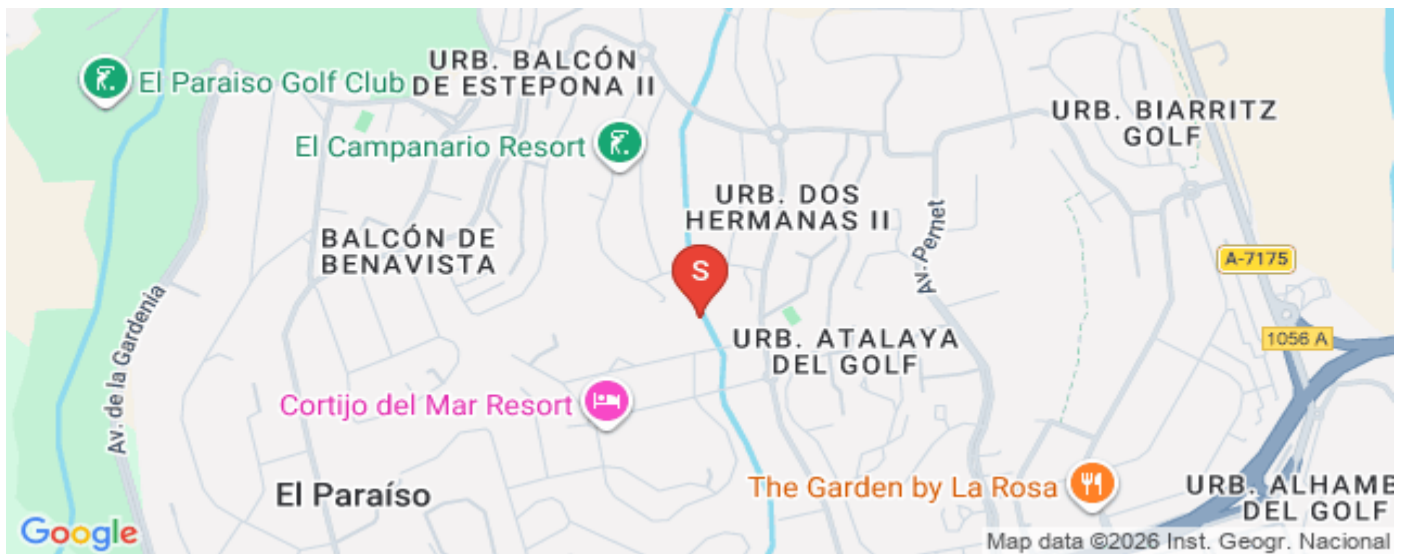 URB. BALCÓN
DE ESTEPONA II
El Paraiso Golf Club
URB. BIARRITZ
GOLF
El Campanario Resort
URB. DOS
HERMANAS II
BALCÓN DE
BENAVISTA
Av. Pernet
A-7175
S
Av. de la Gardenia
URB. ATALAYA
DEL GOLF
1056 A
Cortijo del Mar Resort
El Paraíso
The Garden by La Rosa
URB. ALHAMB
DEL GOLF
Google
Map data ©2026 Inst. Geogr. Nacional